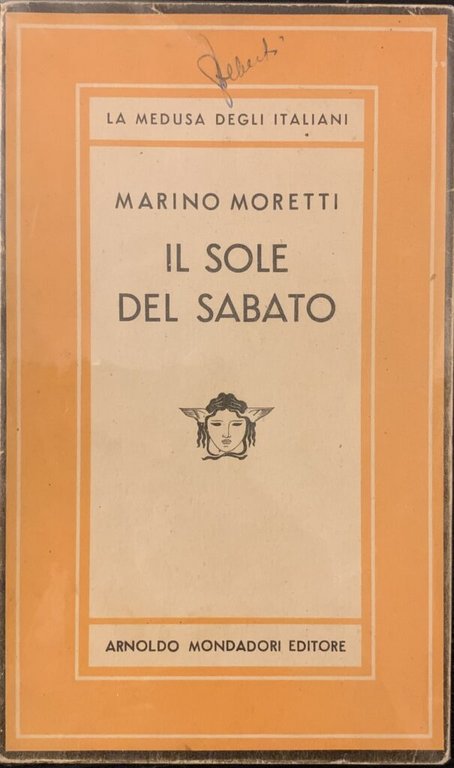 LA MEDUSA DEGLI ITALIANI
MARINO MORETTI
IL SOLE
DEL SABATO
ARNOLDO MONDADORI EDITORE